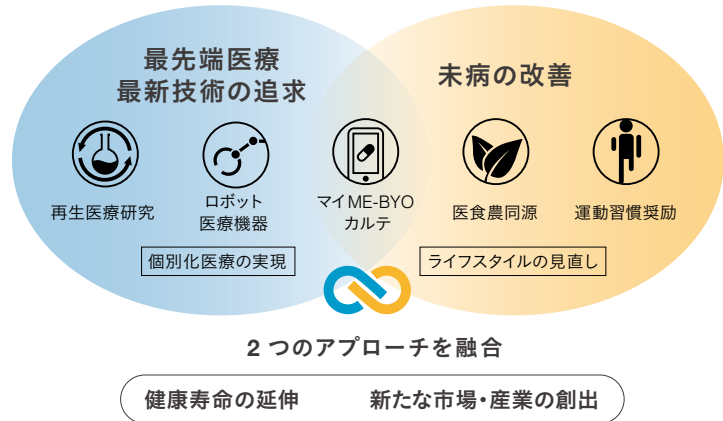 最先端医療
最新技術の追求
未病の改善
再生医療研究
ロボット
医療機器
マイME-BYO
カルテ
医食農同源
運動習慣奨励
個別化医療の実現
ライフスタイルの見直し
2つのアプローチを融合
健康寿命の延伸
新たな市場・産業の創出